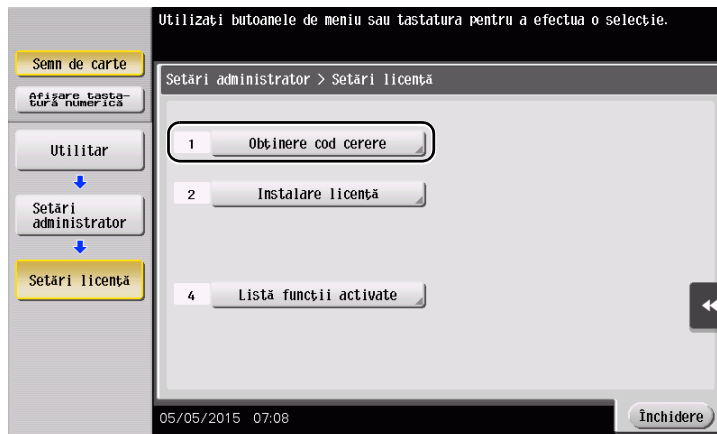 Utilizați butoanele de meniu sau tastatura pentru a efectua o selecție.
Semn de carte
Afișare tasta-
tură numerică
Utilitar
Setări
administrator
Setări licență
Setări administrator > Setări licență
1 Obținere cod cerere
2 Instalare licență
4 Listă funcții activate
05/05/2015 07:08
Închidere